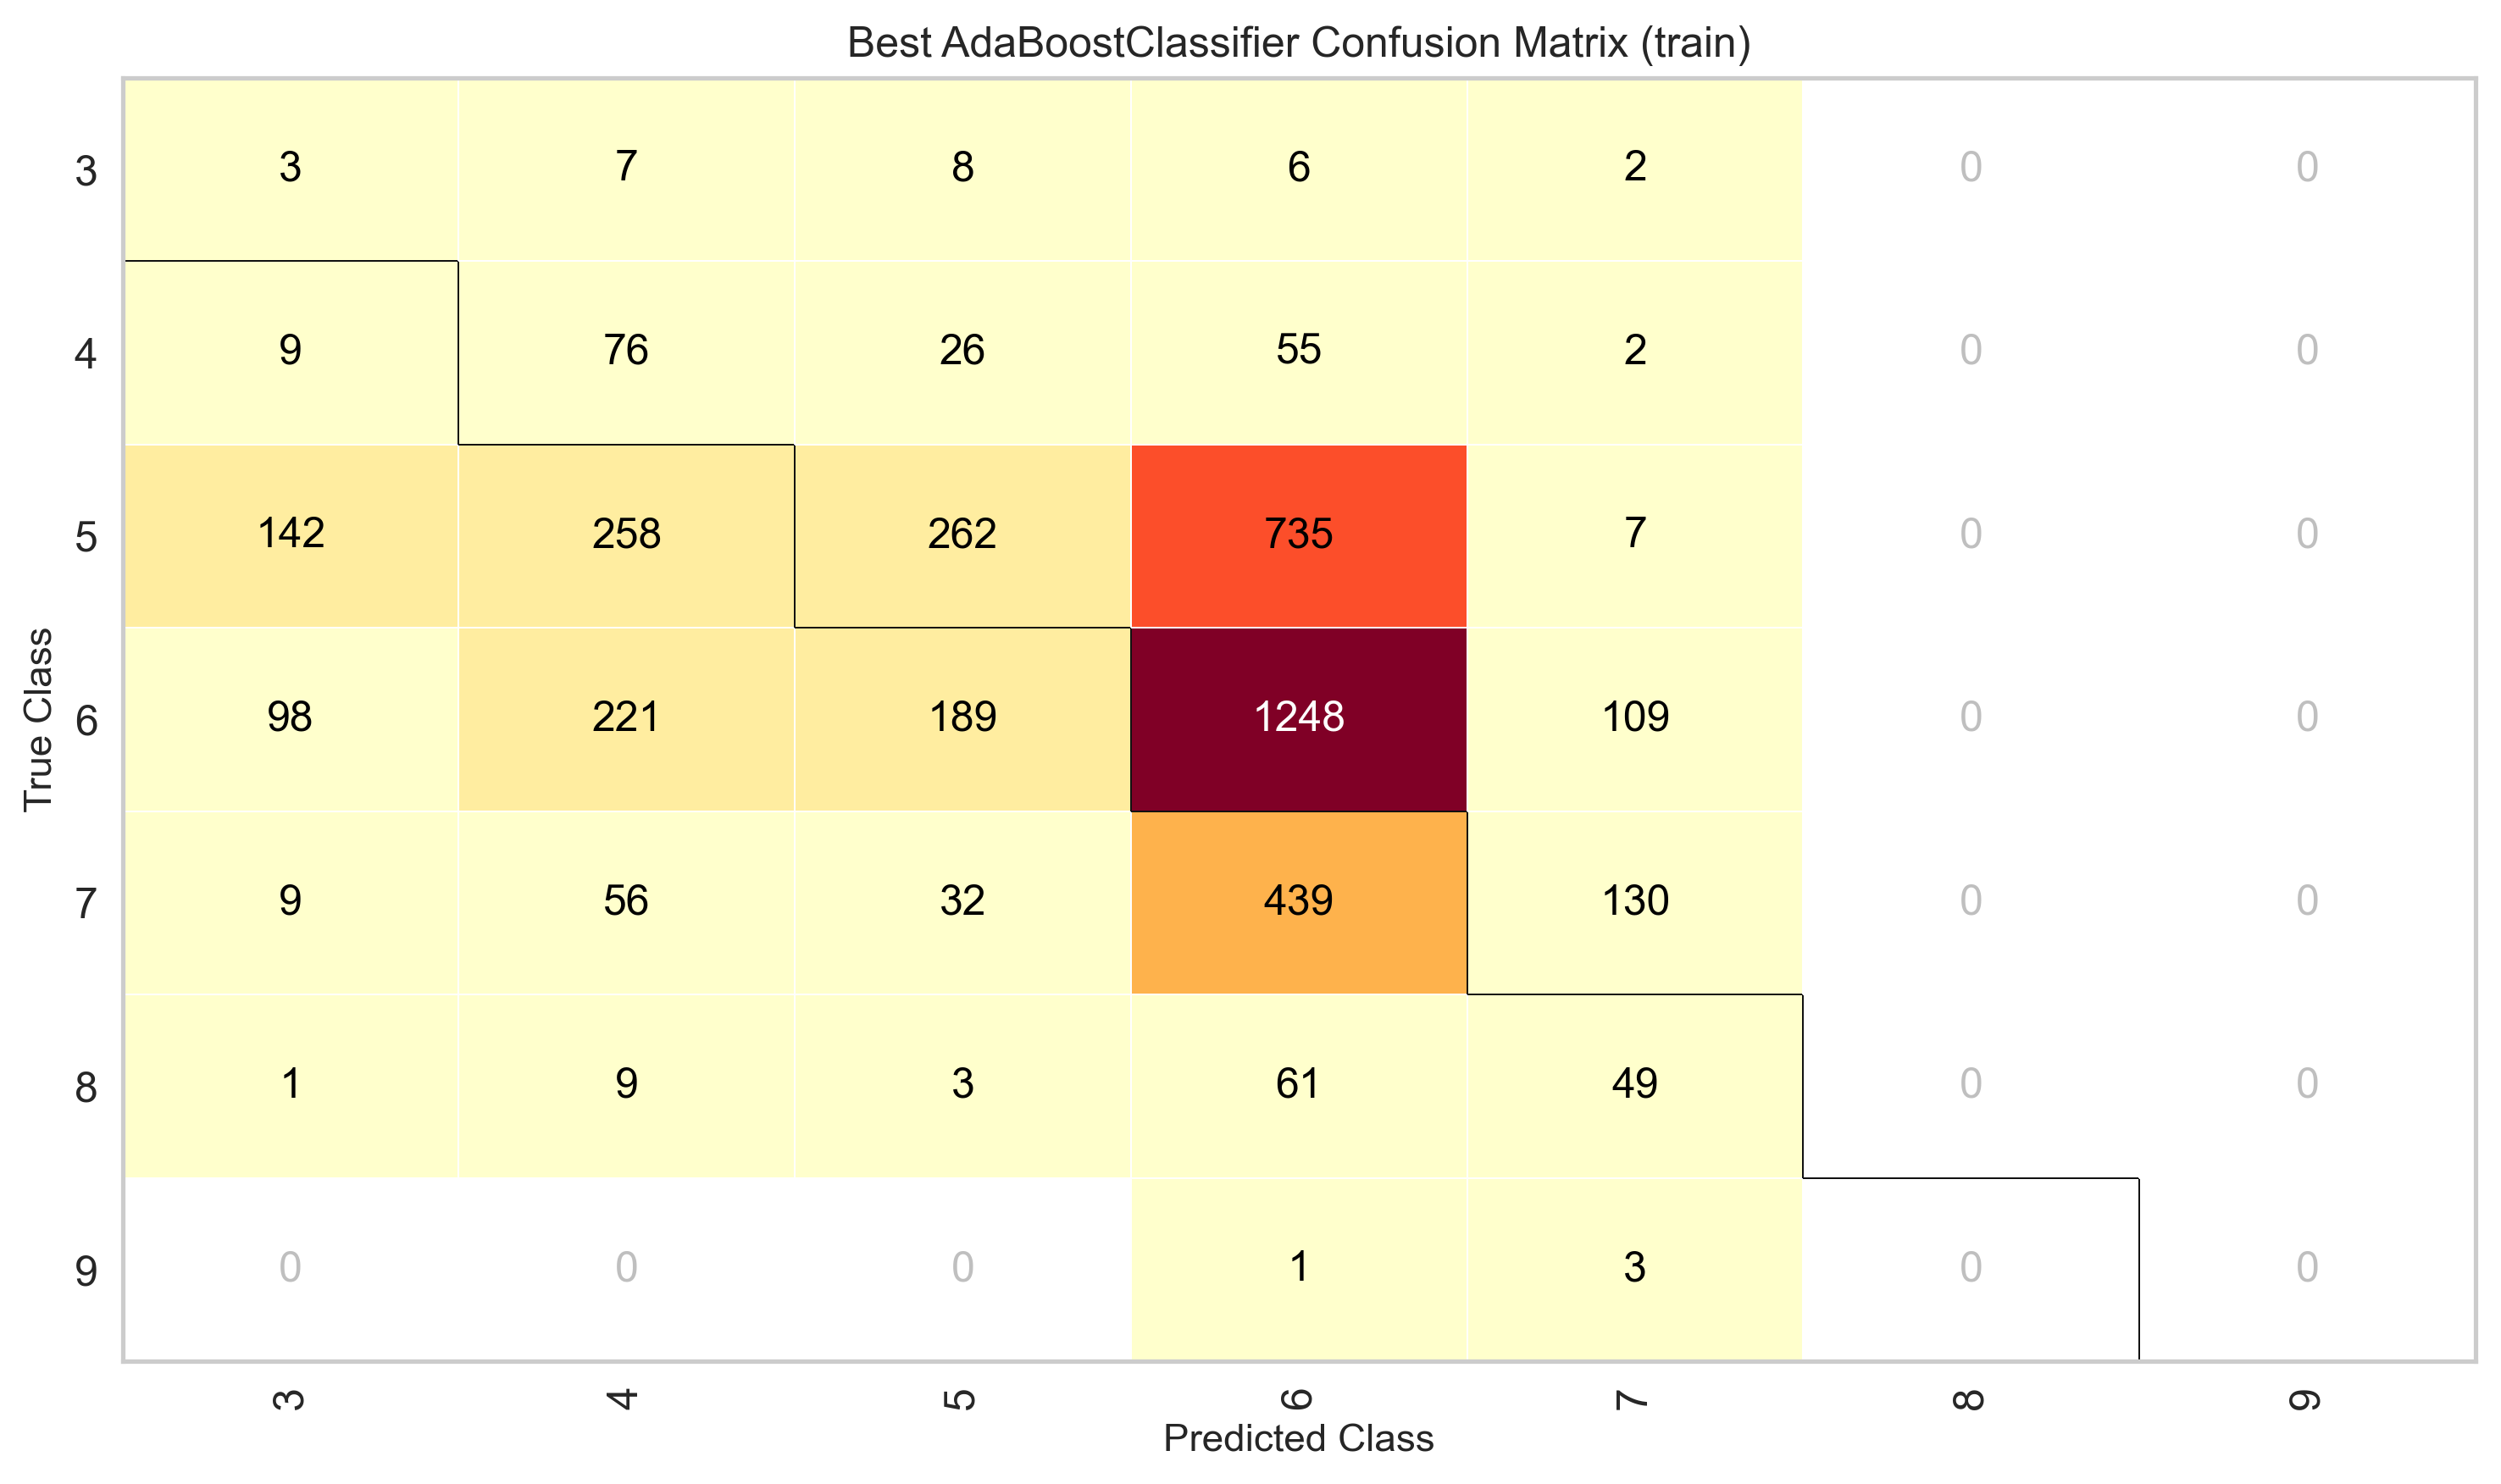 Best AdaBoostClassifier Confusion Matrix (train)
3 3 7 8 6 2 0 0
4 9 76 26 55 2 0 0
5 142 258 262 735 7 0 0
6 98 221 189 1248 109 0 0
7 9 56 32 439 130 0 0
8 1 9 3 61 49 0 0
9 0 0 0 1 3 0 0
True Class
3 4 5 6 7 8 9
Predicted Class